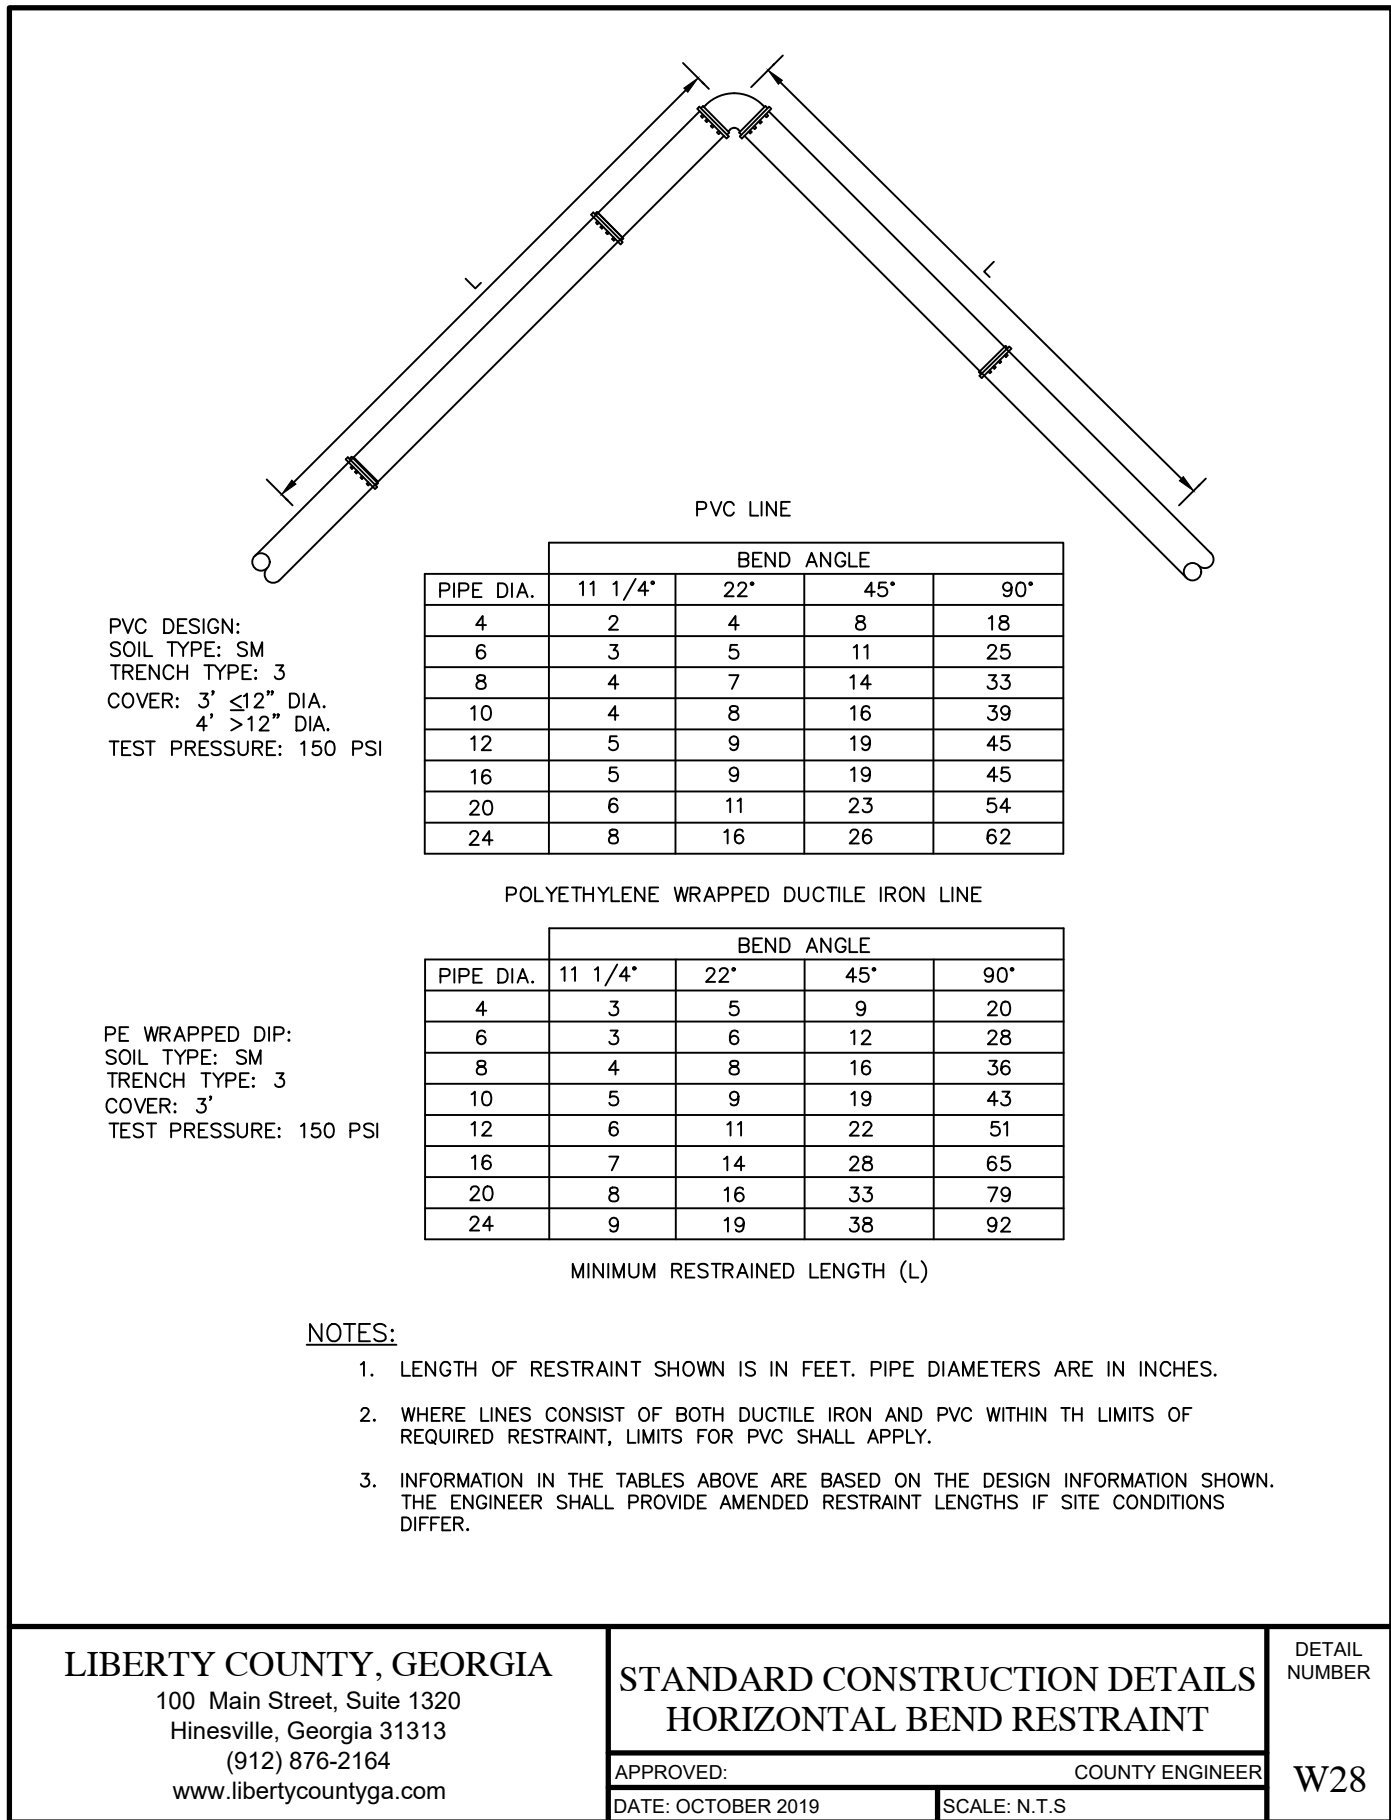 L
L
PVC LINE
BEND ANGLE
PIPE DIA. 11 1/4° 22° 45° 90°
4 2 4 8 18
6 3 5 11 25
8 4 7 14 33
10 4 8 16 39
12 5 9 19 45
16 5 9 19 45
20 6 11 23 54
24 8 16 26 62
PVC DESIGN:
SOIL TYPE: SM
TRENCH TYPE: 3
COVER: 3' ≤12" DIA.
4' >12" DIA.
TEST PRESSURE: 150 PSI
POLYETHYLENE WRAPPED DUCTILE IRON LINE
BEND ANGLE
PIPE DIA. 11 1/4° 22° 45° 90°
4 3 5 9 20
6 3 6 12 28
8 4 8 16 36
10 5 9 19 43
12 6 11 22 51
16 7 14 28 65
20 8 16 33 79
24 9 19 38 92
PE WRAPPED DIP:
SOIL TYPE: SM
TRENCH TYPE: 3
COVER: 3'
TEST PRESSURE: 150 PSI
MINIMUM RESTRAINED LENGTH (L)
NOTES:
1. LENGTH OF RESTRAINT SHOWN IS IN FEET. PIPE DIAMETERS ARE IN INCHES.
2. WHERE LINES CONSIST OF BOTH DUCTILE IRON AND PVC WITHIN TH LIMITS OF
REQUIRED RESTRAINT, LIMITS FOR PVC SHALL APPLY.
3. INFORMATION IN THE TABLES ABOVE ARE BASED ON THE DESIGN INFORMATION SHOWN.
THE ENGINEER SHALL PROVIDE AMENDED RESTRAINT LENGTHS IF SITE CONDITIONS
DIFFER.
LIBERTY COUNTY, GEORGIA
100 Main Street, Suite 1320
Hinesville, Georgia 31313
(912) 876-2164
www.libertycountyga.com
STANDARD CONSTRUCTION DETAILS
HORIZONTAL BEND RESTRAINT
APPROVED: COUNTY ENGINEER
DATE: OCTOBER 2019 SCALE: N.T.S
DETAIL
NUMBER
W28